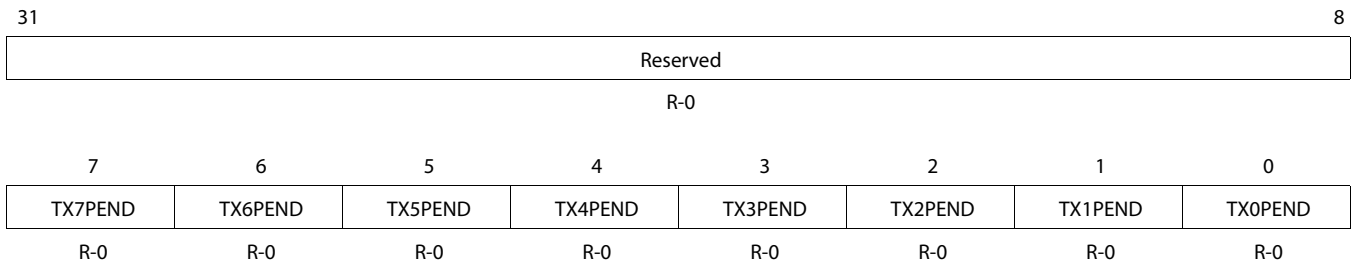 31 8
Reserved
R-0
7 6 5 4 3 2 1 0
TX7PEND TX6PEND TX5PEND TX4PEND TX3PEND TX2PEND TX1PEND TX0PEND
R-0 R-0 R-0 R-0 R-0 R-0 R-0 R-0